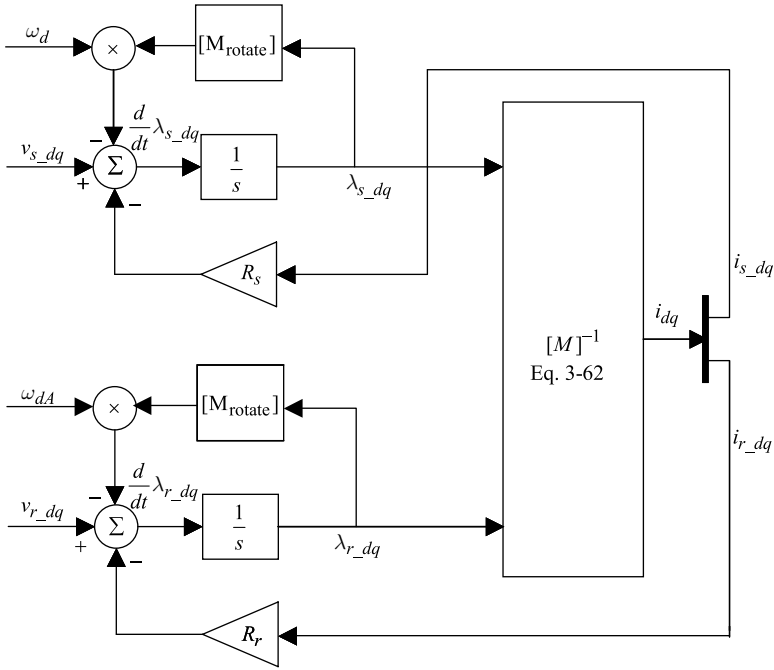 ω_d
×
[M_rotate]
−
d/dt λ_s_dq
v_s_dq
+
Σ
1/s
λ_s_dq
−
R_s
i_s_dq
i_dq
[M]^−1
Eq. 3-62
ω_dA
×
[M_rotate]
i_r_dq
−
d/dt λ_r_dq
v_r_dq
+
Σ
1/s
λ_r_dq
−
R_r